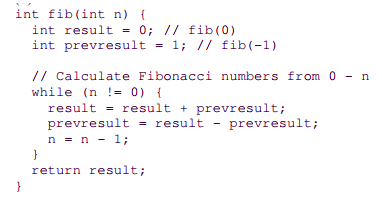 int fib(int n) {
int result = 0; // fib(0)
int prevresult = 1; // fib(-1)
// Calculate Fibonacci numbers from 0 - n
while (n != 0) {
result = result + prevresult;
prevresult = result - prevresult;
n = n - 1;
}
return result;
}